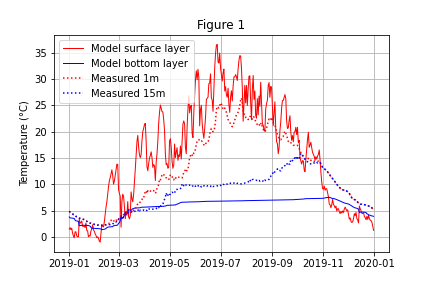 Figure 1
Model surface layer
Model bottom layer
Measured 1m
Measured 15m
Temperature (°C)
35
30
25
20
15
10
5
0
2019-01 2019-03 2019-05 2019-07 2019-09 2019-11 2020-01